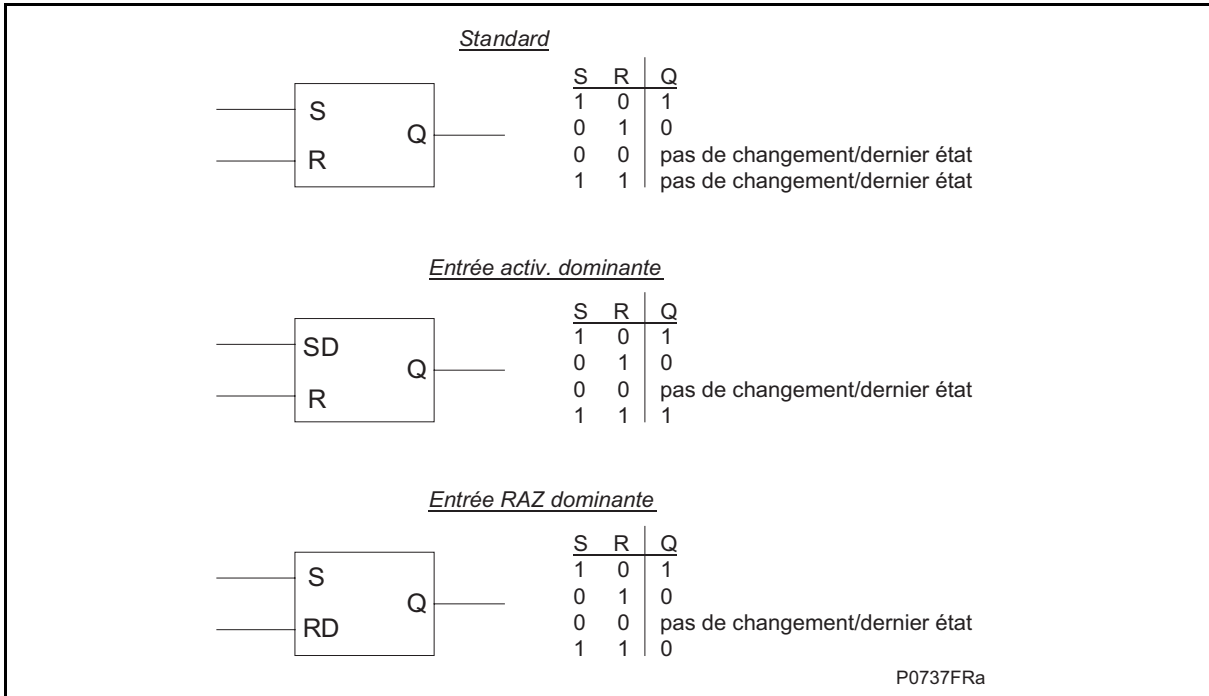 Standard
S R Q
1 0 1
0 1 0
0 0 pas de changement/dernier état
1 1 pas de changement/dernier état
S
R
Q
Entrée activ. dominante
S R Q
1 0 1
0 1 0
0 0 pas de changement/dernier état
1 1 1
SD
R
Q
Entrée RAZ dominante
S R Q
1 0 1
0 1 0
0 0 pas de changement/dernier état
1 1 0
S
RD
Q
P0737FRa